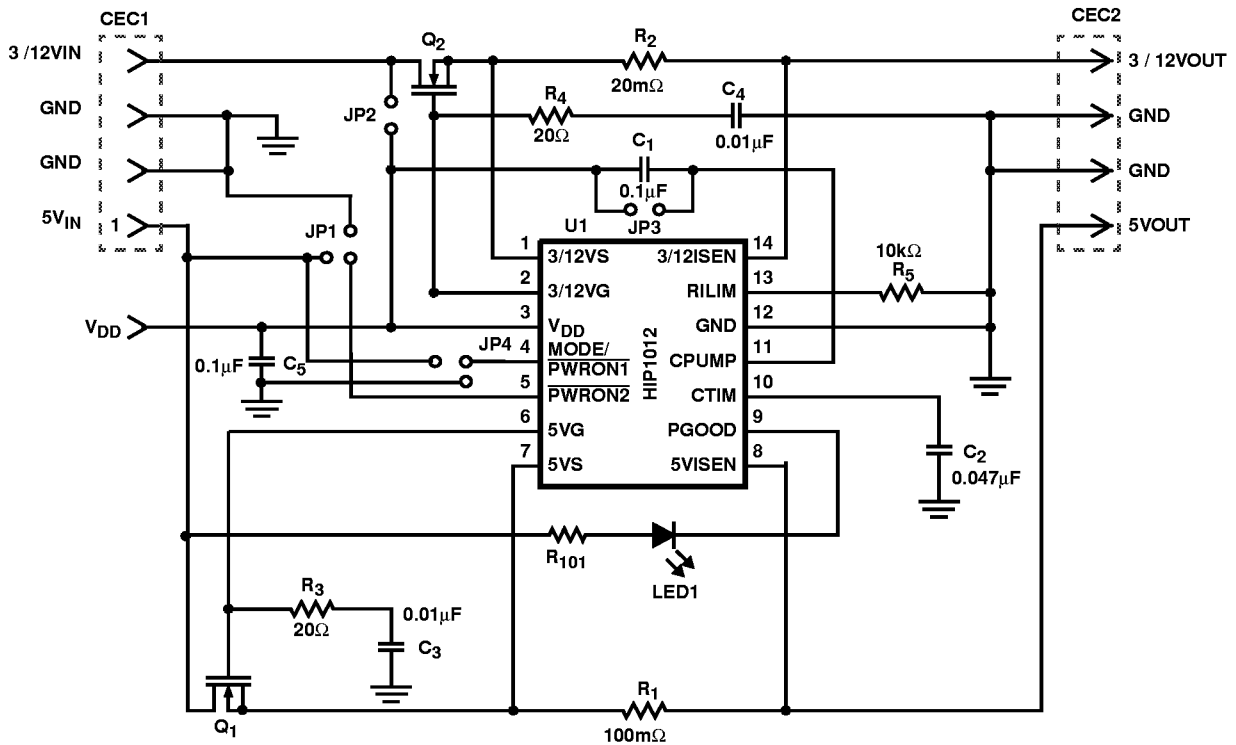 CEC1
CEC2
3 /12VIN
Q2
R2
20mΩ
3 / 12VOUT
GND
JP2
R4
20Ω
C4
0.01µF
GND
GND
C1
0.1µF
JP3
GND
5VIN
1
JP1
U1
5VOUT
1
3/12VS
3/12ISEN
14
10kΩ
2
3/12VG
RILIM
13
R5
VDD
3
VDD
GND
12
0.1µF
C5
JP4
4
MODE/
PWRON1
HIP1012
CPUMP
11
5
PWRON2
CTIM
10
6
5VG
PGOOD
9
7
5VS
5VISEN
8
C2
0.047µF
R101
LED1
R3
20Ω
0.01µF
C3
Q1
R1
100mΩ